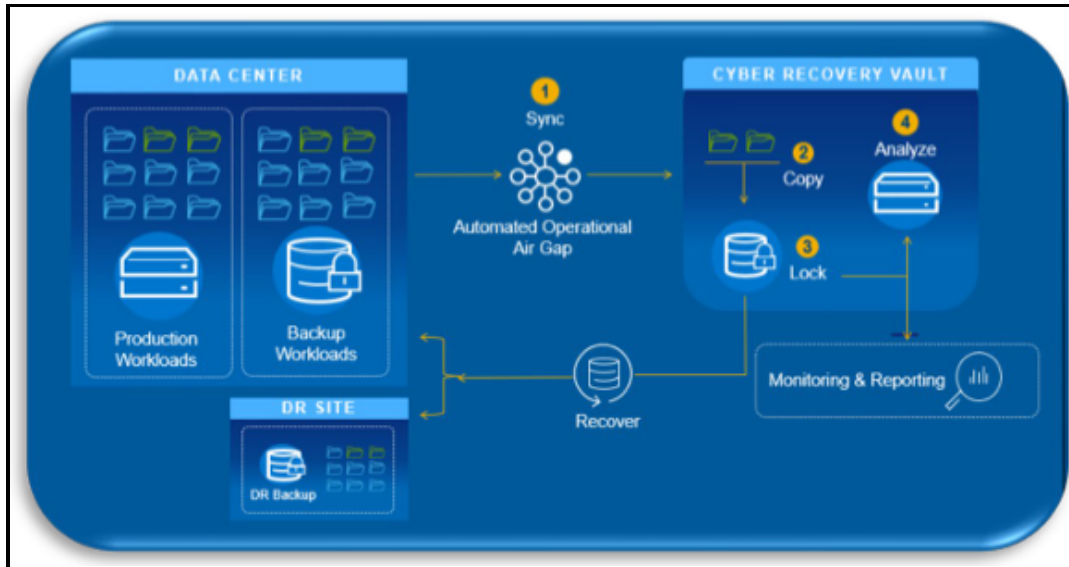 DATA CENTER
Production
Workloads
Backup
Workloads
1
Sync
Automated Operational
Air Gap
CYBER RECOVERY VAULT
2
Copy
3
Lock
4
Analyze
Monitoring & Reporting
Recover
DR SITE
DR Backup